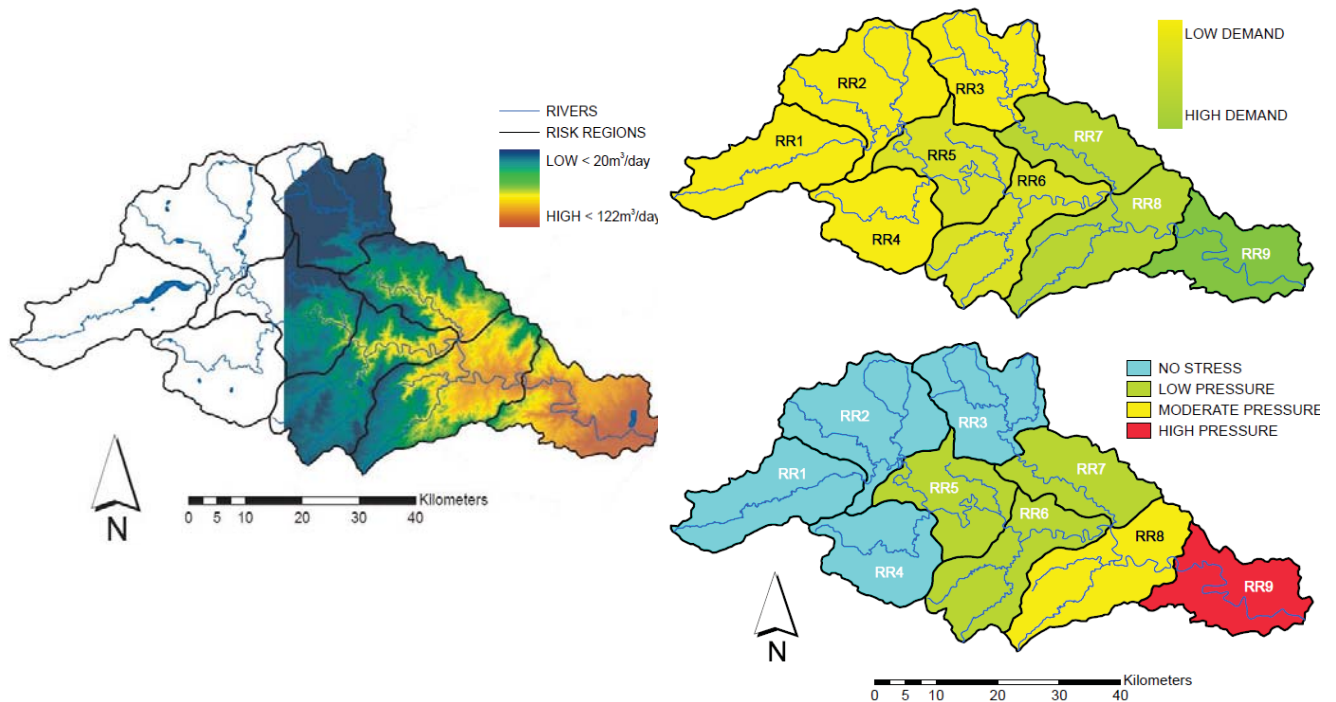 RIVERS
RISK REGIONS
LOW < 20m³/day
HIGH < 122m³/day
N
Kilometers
0 5 10 20 30 40
LOW DEMAND
HIGH DEMAND
RR1
RR2
RR3
RR4
RR5
RR6
RR7
RR8
RR9
NO STRESS
LOW PRESSURE
MODERATE PRESSURE
HIGH PRESSURE
RR1
RR2
RR3
RR4
RR5
RR6
RR7
RR8
RR9
N
Kilometers
0 5 10 20 30 40